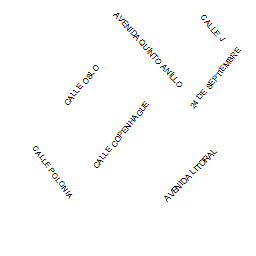 AVENIDA QUINTO ANILLO
CALLE J
CALLE OSLO
24 DE SEPTIEMBRE
CALLE COPENHAGUE
CALLE POLONIA
AVENIDA LITORAL